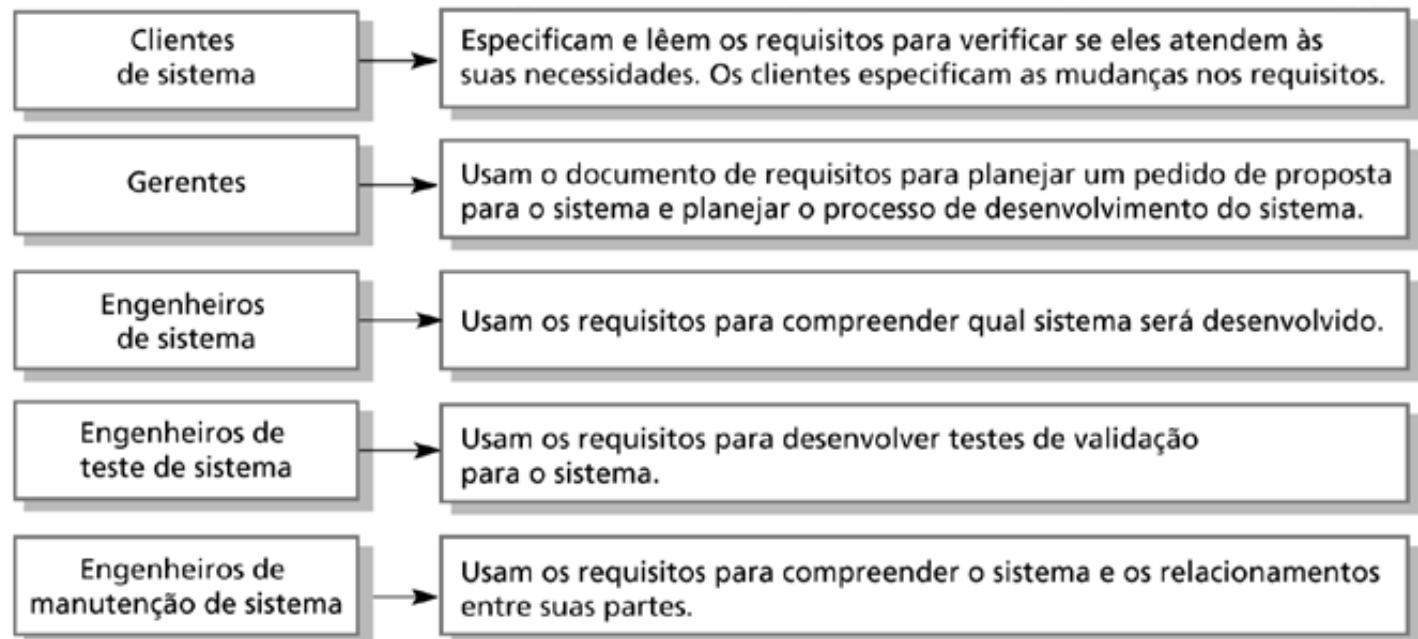 Clientes
de sistema
Especificam e lêem os requisitos para verificar se eles atendem às
suas necessidades. Os clientes especificam as mudanças nos requisitos.
Gerentes
Usam o documento de requisitos para planejar um pedido de proposta
para o sistema e planejar o processo de desenvolvimento do sistema.
Engenheiros
de sistema
Usam os requisitos para compreender qual sistema será desenvolvido.
Engenheiros de
teste de sistema
Usam os requisitos para desenvolver testes de validação
para o sistema.
Engenheiros de
manutenção de sistema
Usam os requisitos para compreender o sistema e os relacionamentos
entre suas partes.